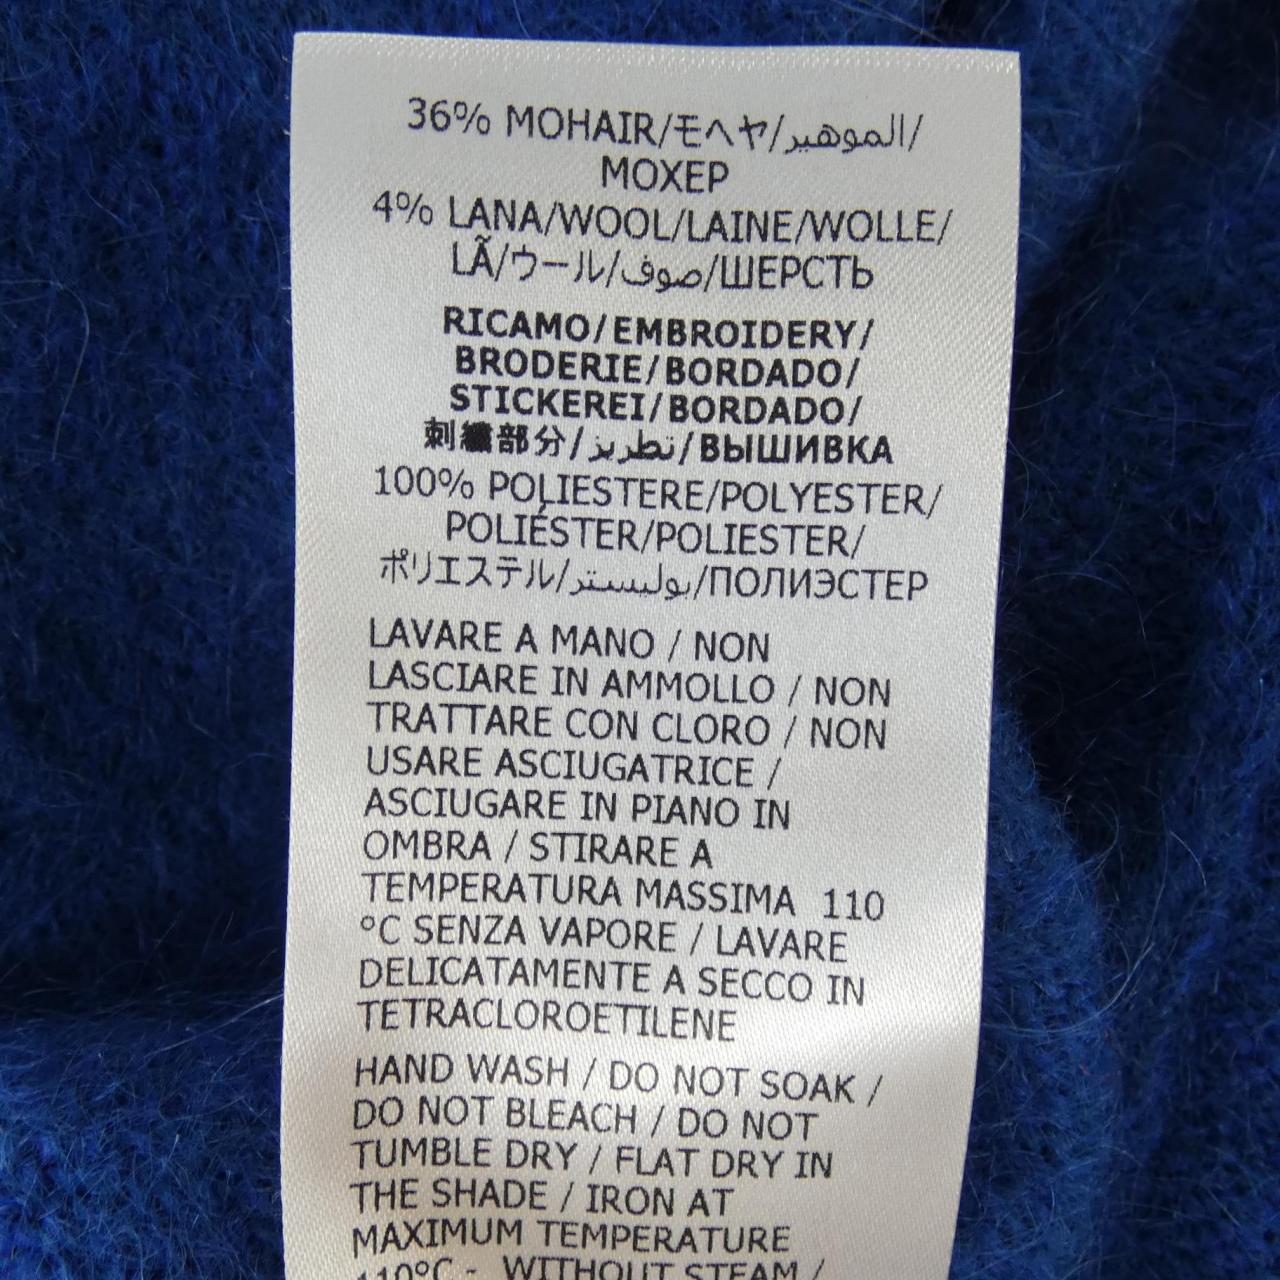 36% MOHAIR/モヘヤ/الموهير/
МОХЕР
4% LANA/WOOL/LAINE/WOLLE/
LÃ/ウール/صوف/ШЕРСТЬ
RICAMO/EMBROIDERY/
BRODERIE/BORDADO/
STICKEREI/BORDADO/
刺繍部分/تطريز/ВЫШИВКА
100% POLIESTERE/POLYESTER/
POLIÉSTER/POLIESTER/
ポリエステル/بوليستر/ПОЛИЭСТЕР
LAVARE A MANO / NON
LASCIARE IN AMMOLLO / NON
TRATTARE CON CLORO / NON
USARE ASCIUGATRICE /
ASCIUGARE IN PIANO IN
OMBRA / STIRARE A
TEMPERATURA MASSIMA 110
°C SENZA VAPORE / LAVARE
DELICATAMENTE A SECCO IN
TETRACLOROETILENE
HAND WASH / DO NOT SOAK /
DO NOT BLEACH / DO NOT
TUMBLE DRY / FLAT DRY IN
THE SHADE / IRON AT
MAXIMUM TEMPERATURE
110°C - WITHOUT STEAM /